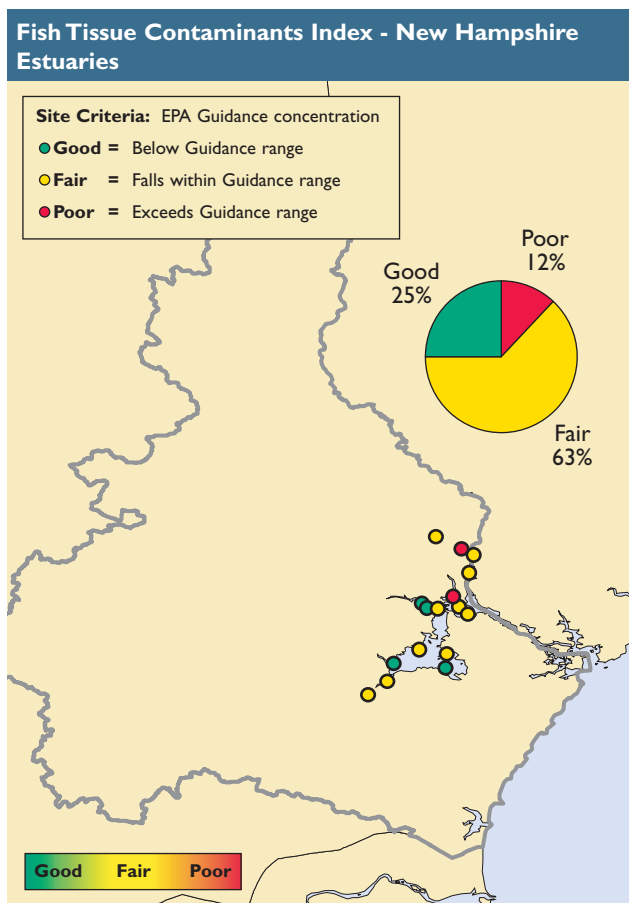 Fish Tissue Contaminants Index - New Hampshire
Estuaries
Site Criteria: EPA Guidance concentration
Good = Below Guidance range
Fair = Falls within Guidance range
Poor = Exceeds Guidance range
Poor
12%
Good
25%
Fair
63%
Good Fair Poor